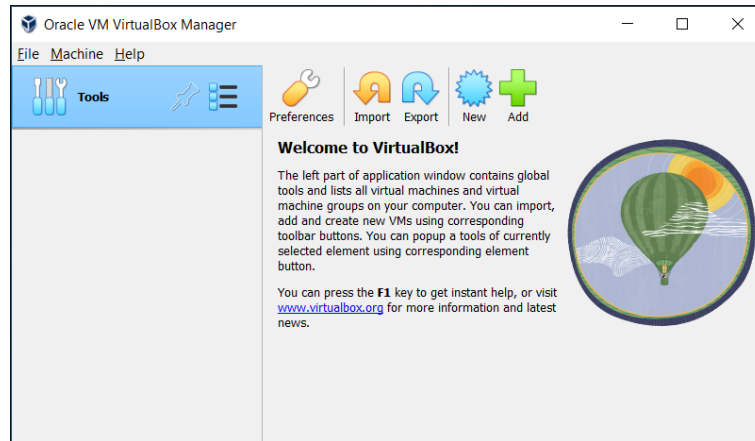 Oracle VM VirtualBox Manager
File Machine Help
Tools
Preferences Import Export New Add
Welcome to VirtualBox!
The left part of application window contains global
tools and lists all virtual machines and virtual
machine groups on your computer. You can import,
add and create new VMs using corresponding
toolbar buttons. You can popup a tools of currently
selected element using corresponding element
button.
You can press the F1 key to get instant help, or visit
www.virtualbox.org for more information and latest
news.